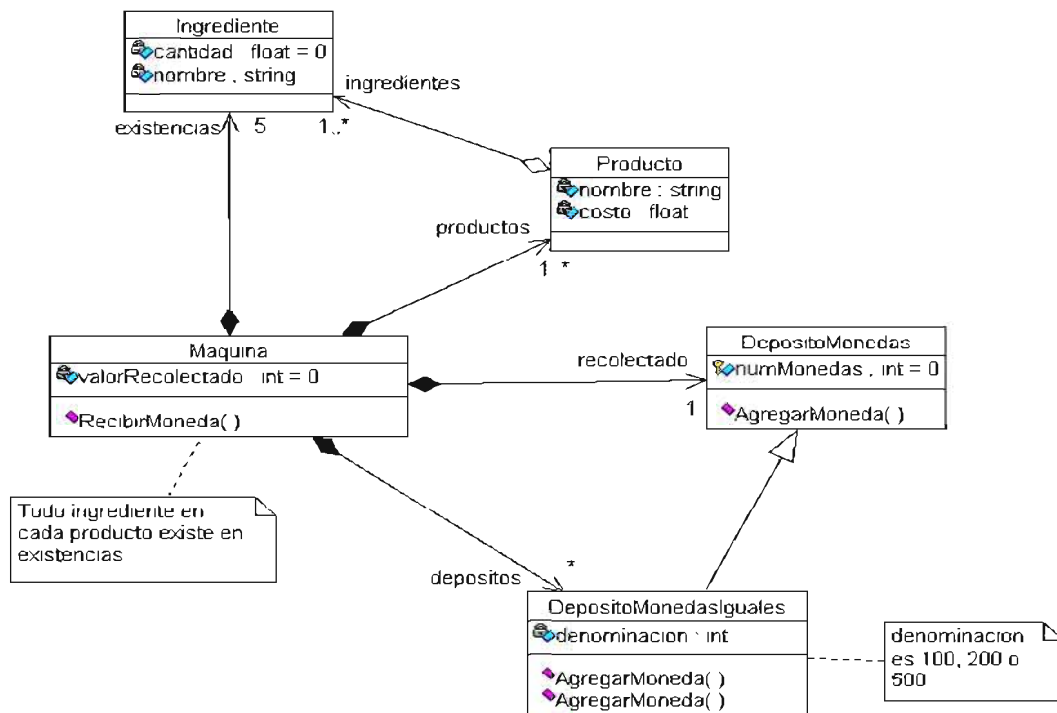 Ingrediente
cantidad float = 0
nombre . string
ingredientes
existencias 5 1..*
Producto
nombre : string
costo float
productos
1 *
Maquina
valorRecolectado int = 0
RecibirMoneda( )
recolectado
1
DepositoMonedas
numMonedas . int = 0
AgregarMoneda( )
Todo ingrediente en
cada producto existe en
existencias
depositos
*
DepositoMonedasIguales
denominacion : int
AgregarMoneda( )
AgregarMoneda( )
denominacion
es 100, 200 o
500